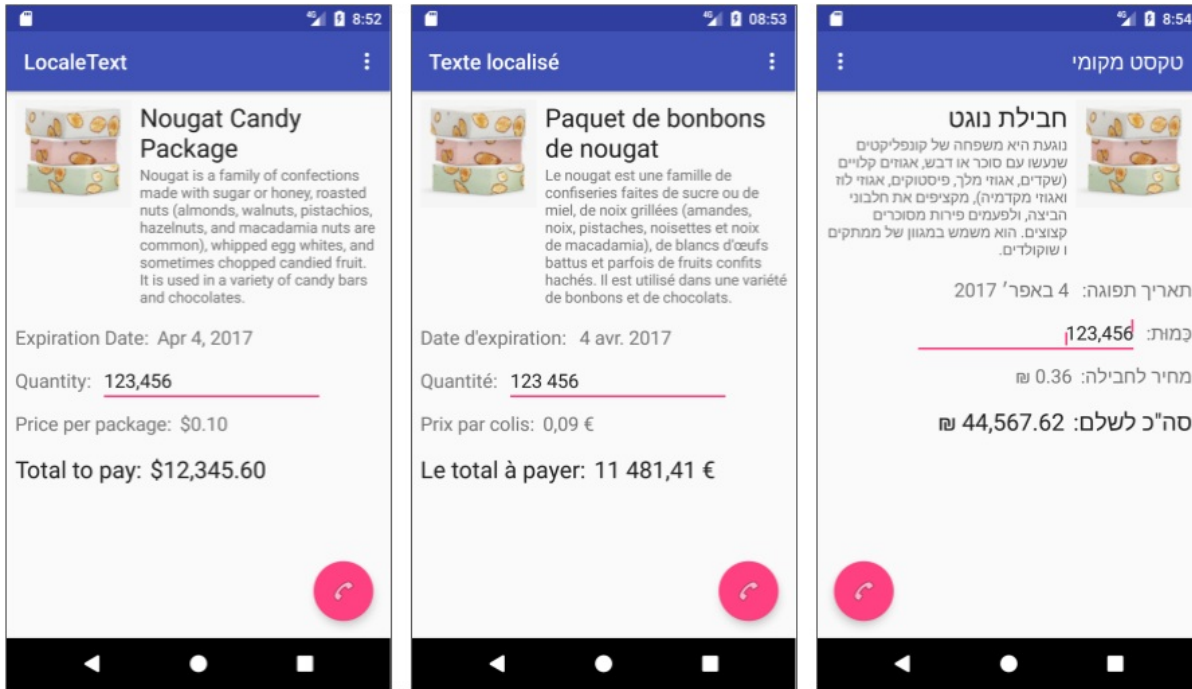 4G 8:52
LocaleText
Nougat Candy
Package
Nougat is a family of confections
made with sugar or honey, roasted
nuts (almonds, walnuts, pistachios,
hazelnuts, and macadamia nuts are
common), whipped egg whites, and
sometimes chopped candied fruit.
It is used in a variety of candy bars
and chocolates.
Expiration Date: Apr 4, 2017
Quantity: 123,456
Price per package: $0.10
Total to pay: $12,345.60
4G 08:53
Texte localisé
Paquet de bonbons
de nougat
Le nougat est une famille de
confiseries faites de sucre ou de
miel, de noix grillées (amandes,
noix, pistaches, noisettes et noix
de macadamia), de blancs d'œufs
battus et parfois de fruits confits
hachés. Il est utilisé dans une variété
de bonbons et de chocolats.
Date d'expiration: 4 avr. 2017
Quantité: 123 456
Prix par colis: 0,09 €
Le total à payer: 11 481,41 €
4G 8:54
טקסט מקומי
חבילת נוגט
נוגעת היא משפחה של קונפליקטים
שנעשו עם סוכר או דבש, אגוזים קלויים
(שקדים, אגוזי מלך, פיסטוקים, אגוזי לוז
ואגוזי מקדמיה), מקציפים את חלבוני
הביצה, ולפעמים פירות מסוכרים
קצוצים. הוא משמש במגוון של ממתקים
ו שוקולדים.
תאריך תפוגה: 4 באפר׳ 2017
כַּמוּת: 123,456
מחיר לחבילה: 0.36 ₪
סה"כ לשלם: 44,567.62 ₪